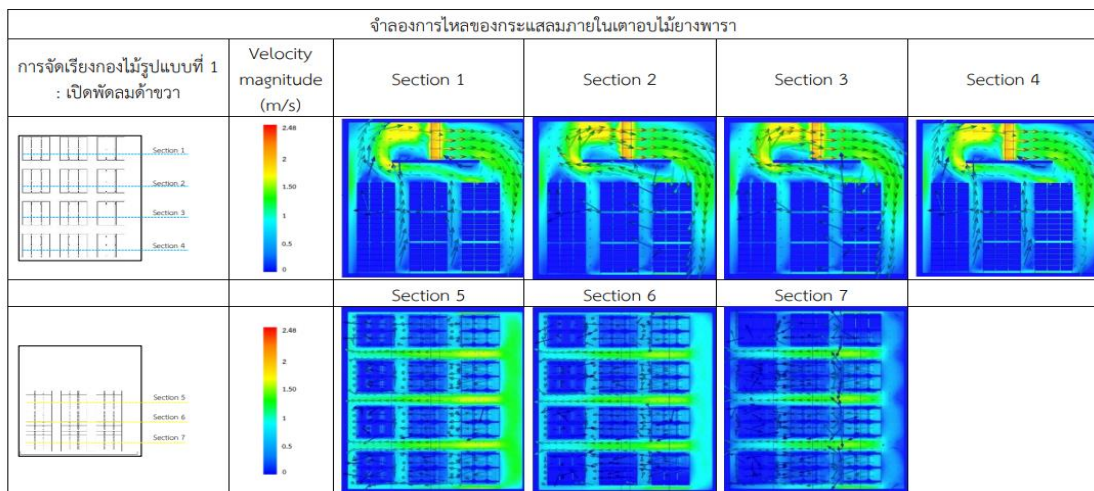 จำลองการไหลของกระแสลมภายในเตาอบไม้ยางพารา
การจัดเรียงกองไม้รูปแบบที่ 1
: เปิดพัดลมด้าขวา
Velocity
magnitude
(m/s)
Section 1
Section 2
Section 3
Section 4
Section 1
Section 2
Section 3
Section 4
2.48
2
1.50
1
0.5
0
Section 5
Section 6
Section 7
Section 5
Section 6
Section 7
2.48
2
1.50
1
0.5
0